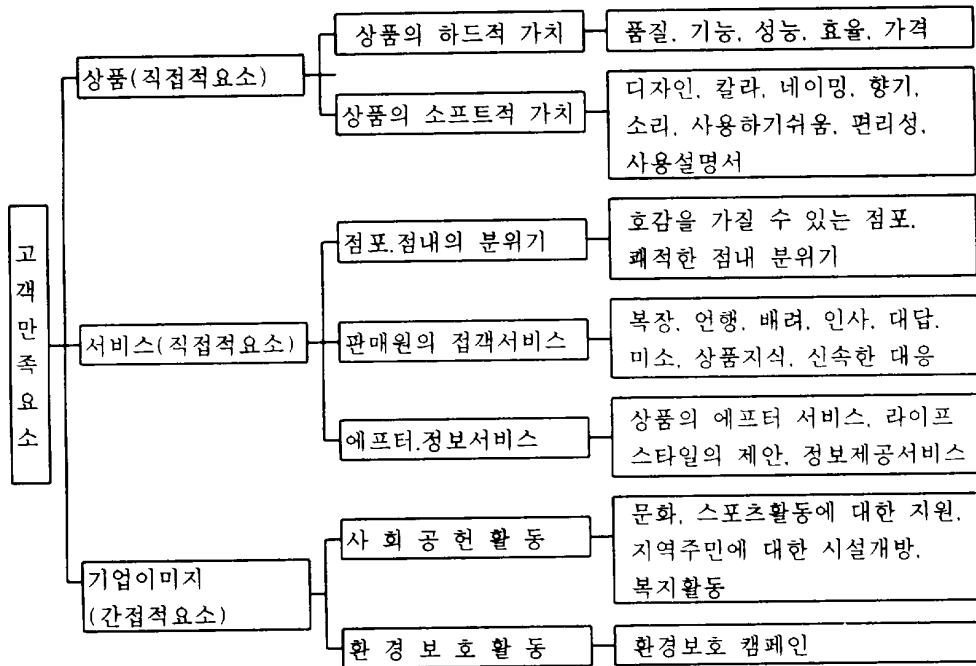 고객만족요소
상품(직접적요소)
상품의 하드적 가치
품질, 기능, 성능, 효율, 가격
상품의 소프트적 가치
디자인, 칼라, 네이밍, 향기,
소리, 사용하기쉬움, 편리성,
사용설명서
서비스(직접적요소)
점포.점내의 분위기
호감을 가질 수 있는 점포,
쾌적한 점내 분위기
판매원의 접객서비스
복장, 언행, 배려, 인사, 대답,
미소, 상품지식, 신속한 대응
에프터.정보서비스
상품의 에프터 서비스, 라이프
스타일의 제안, 정보제공서비스
기업이미지
(간접적요소)
사 회 공 헌 활 동
문화, 스포츠활동에 대한 지원,
지역주민에 대한 시설개방,
복지활동
환 경 보 호 활 동
환경보호 캠페인